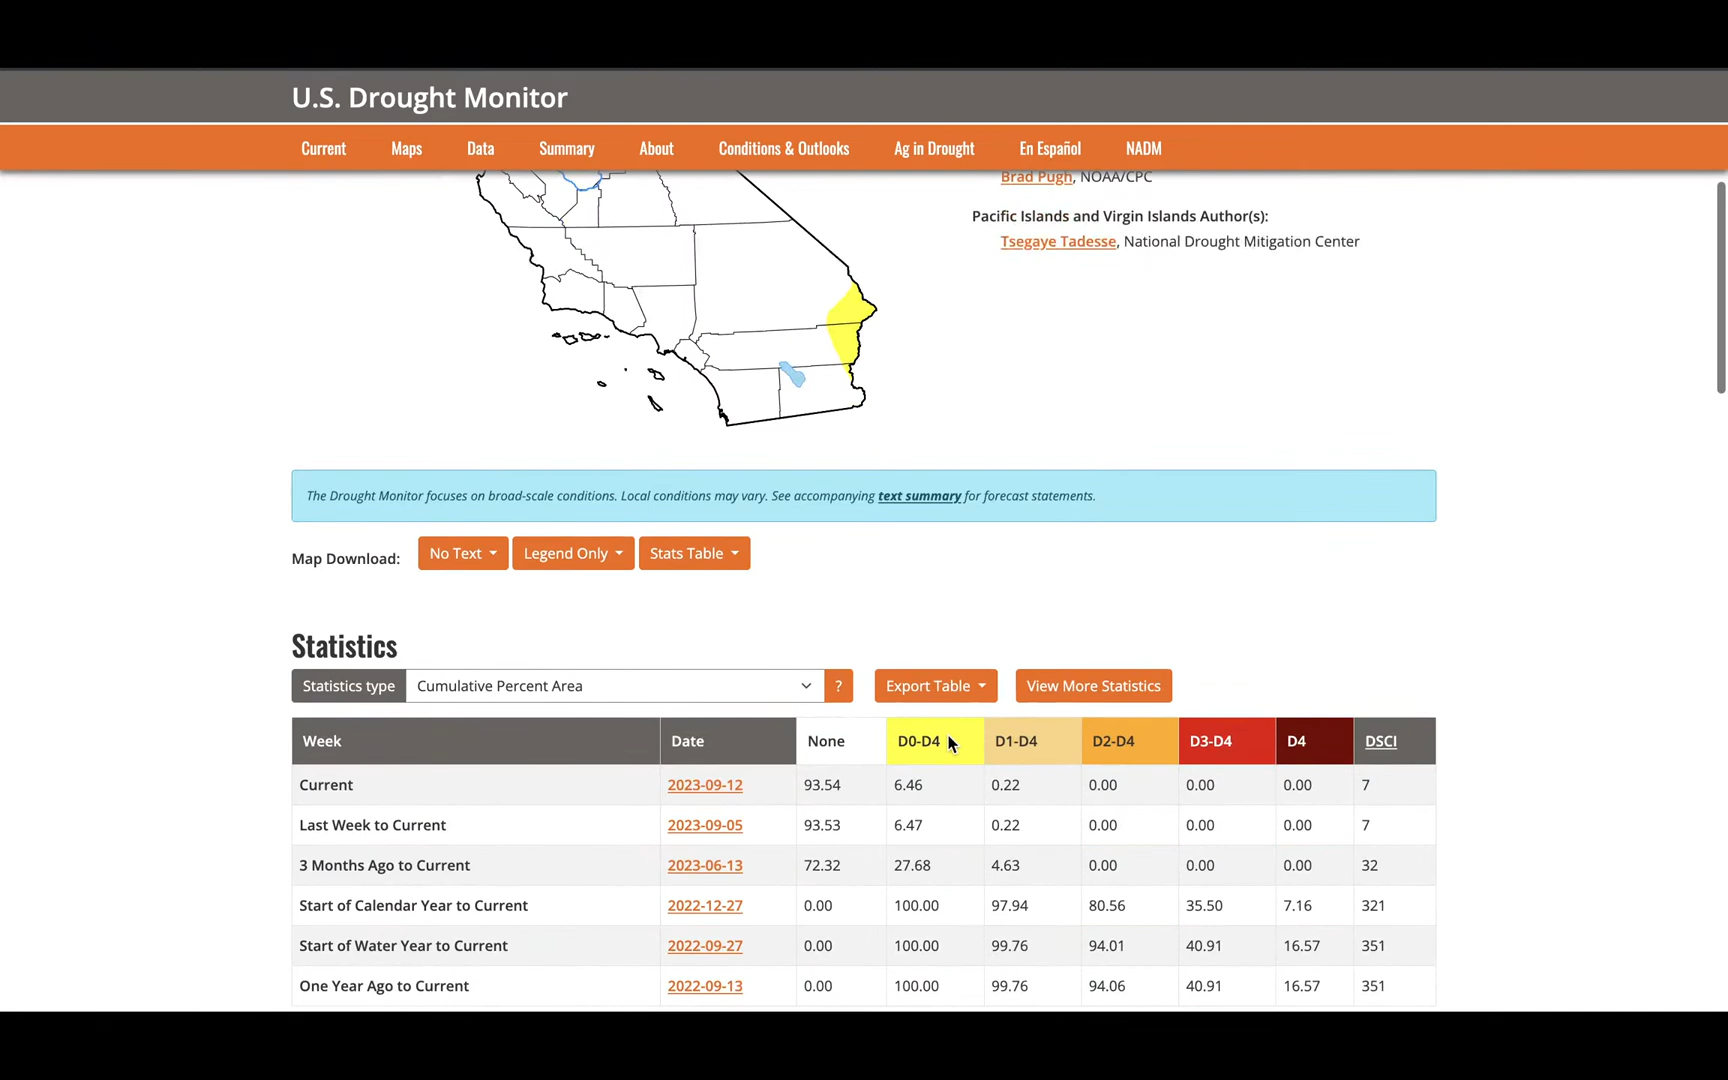 U.S. Drought Monitor
Current Maps Data Summary About Conditions & Outlooks Ag in Drought En Español NADM
Brad Pugh, NOAA/CPC
Pacific Islands and Virgin Islands Author(s):
Tsegaye Tadesse, National Drought Mitigation Center
The Drought Monitor focuses on broad-scale conditions. Local conditions may vary. See accompanying text summary for forecast statements.
Map Download: No Text Legend Only Stats Table
Statistics
Statistics type Cumulative Percent Area ? Export Table View More Statistics
Week Date None D0-D4 D1-D4 D2-D4 D3-D4 D4 DSCI
Current 2023-09-12 93.54 6.46 0.22 0.00 0.00 0.00 7
Last Week to Current 2023-09-05 93.53 6.47 0.22 0.00 0.00 0.00 7
3 Months Ago to Current 2023-06-13 72.32 27.68 4.63 0.00 0.00 0.00 32
Start of Calendar Year to Current 2022-12-27 0.00 100.00 97.94 80.56 35.50 7.16 321
Start of Water Year to Current 2022-09-27 0.00 100.00 99.76 94.01 40.91 16.57 351
One Year Ago to Current 2022-09-13 0.00 100.00 99.76 94.06 40.91 16.57 351